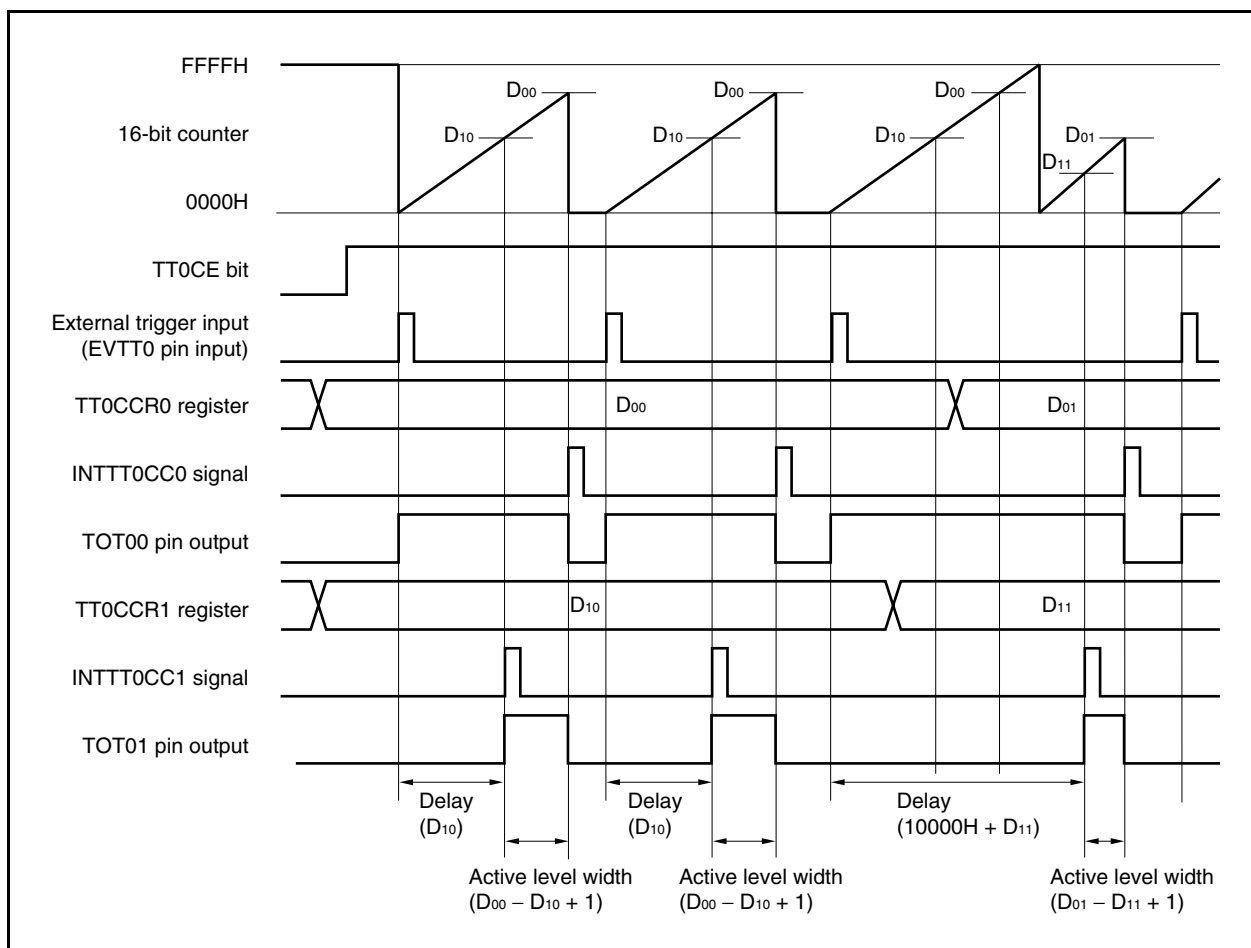 FFFFH
D00
D00
D00
16-bit counter
D10
D10
D10
D01
D11
0000H
TT0CE bit
External trigger input
(EVTT0 pin input)
TT0CCR0 register
D00
D01
INTTT0CC0 signal
TOT00 pin output
TT0CCR1 register
D10
D11
INTTT0CC1 signal
TOT01 pin output
Delay
(D10)
Delay
(D10)
Delay
(10000H + D11)
Active level width
(D00 − D10 + 1)
Active level width
(D00 − D10 + 1)
Active level width
(D01 − D11 + 1)